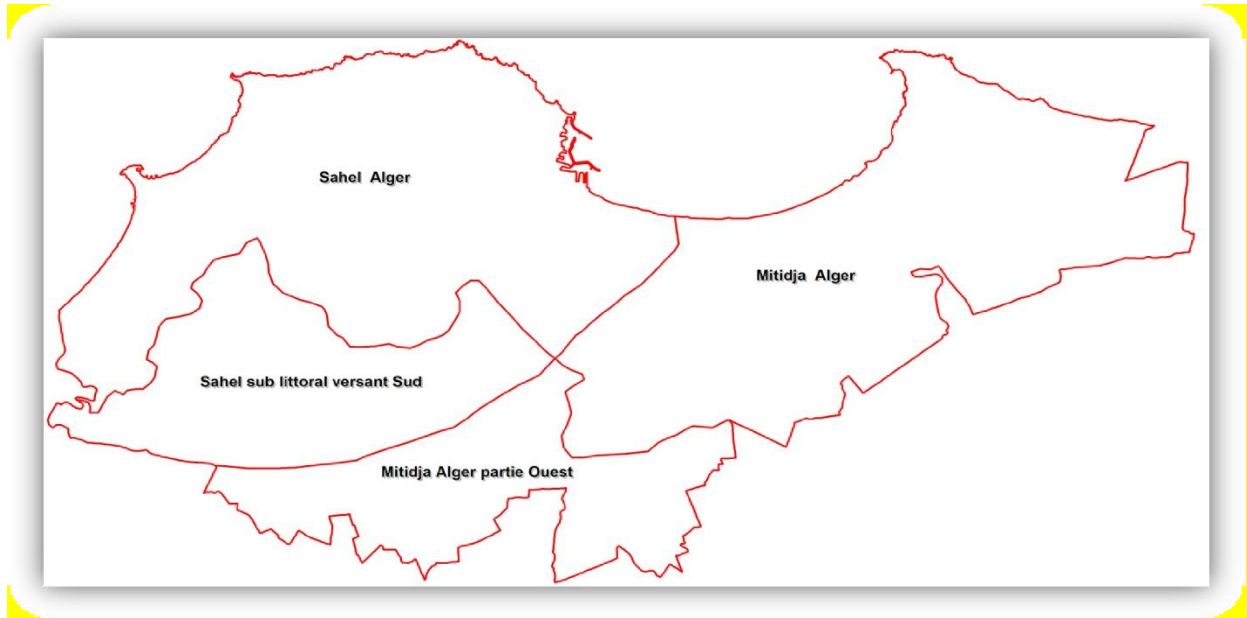 Sahel Alger
Mitidja Alger
Sahel sub littoral versant Sud
Mitidja Alger partie Ouest